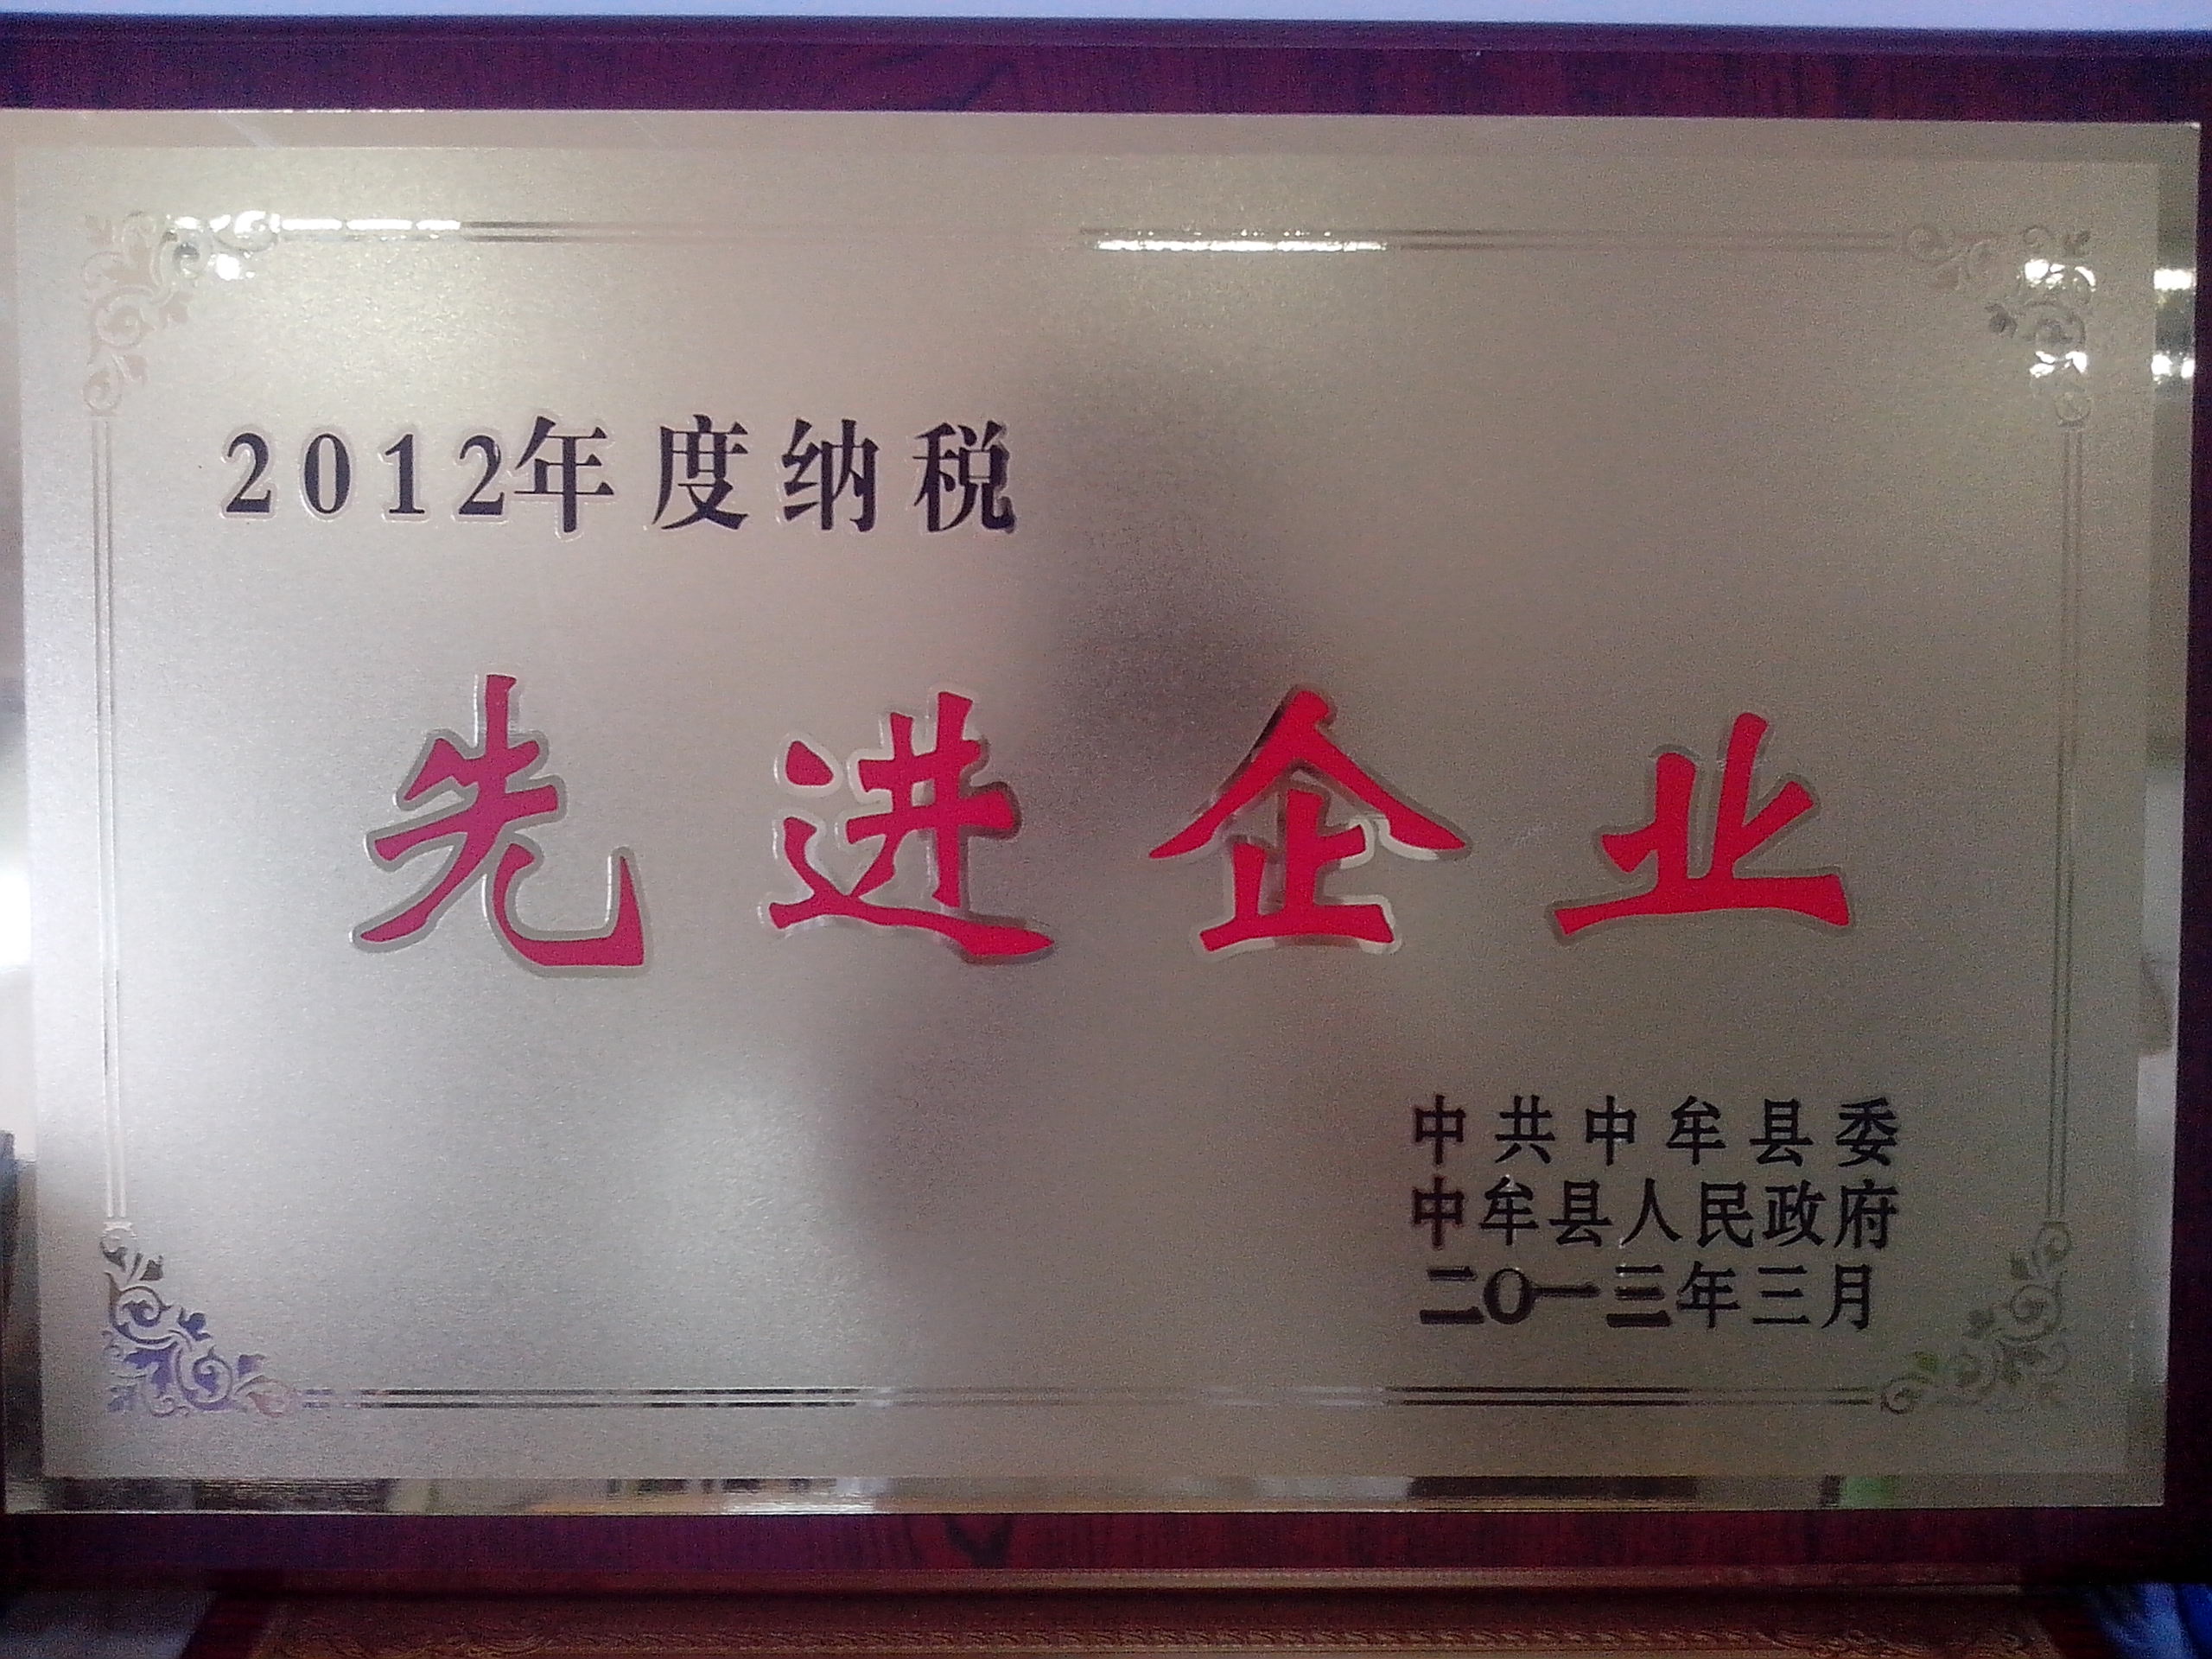 2012年度纳税
先进企业
中共中牟县委
中牟县人民政府
二〇一三年三月